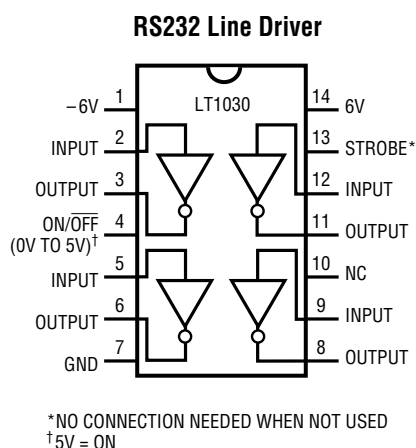 RS232 Line Driver
LT1030
–6V 1
INPUT 2
OUTPUT 3
ON/OFF 4
(0V TO 5V)†
INPUT 5
OUTPUT 6
GND 7
14 6V
13 STROBE*
12 INPUT
11 OUTPUT
10 NC
9 INPUT
8 OUTPUT
*NO CONNECTION NEEDED WHEN NOT USED
†5V = ON